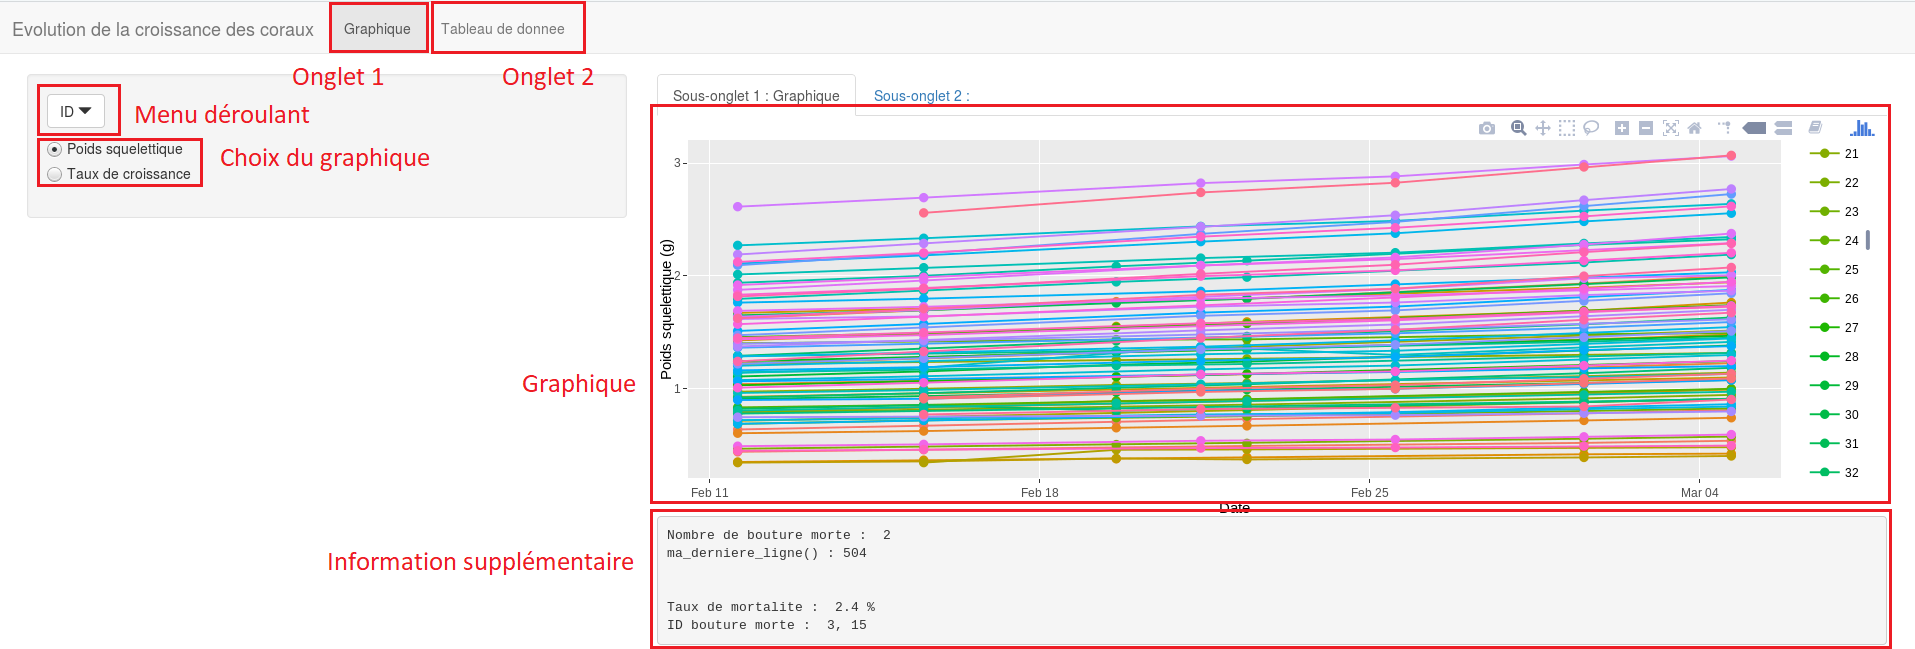 Evolution de la croissance des coraux
Graphique
Tableau de donnee
Onglet 1
Onglet 2
ID
Menu déroulant
Poids squelettique
Taux de croissance
Choix du graphique
Sous-onglet 1 : Graphique
Sous-onglet 2 :
Poids squelettique (g)
3
2
1
Feb 11
Feb 18
Feb 25
Mar 04
Date
21
22
23
24
25
26
27
28
29
30
31
32
Graphique
Information supplémentaire
Nombre de bouture morte :  2
ma_derniere_ligne() : 504
Taux de mortalite :  2.4 %
ID bouture morte :  3, 15